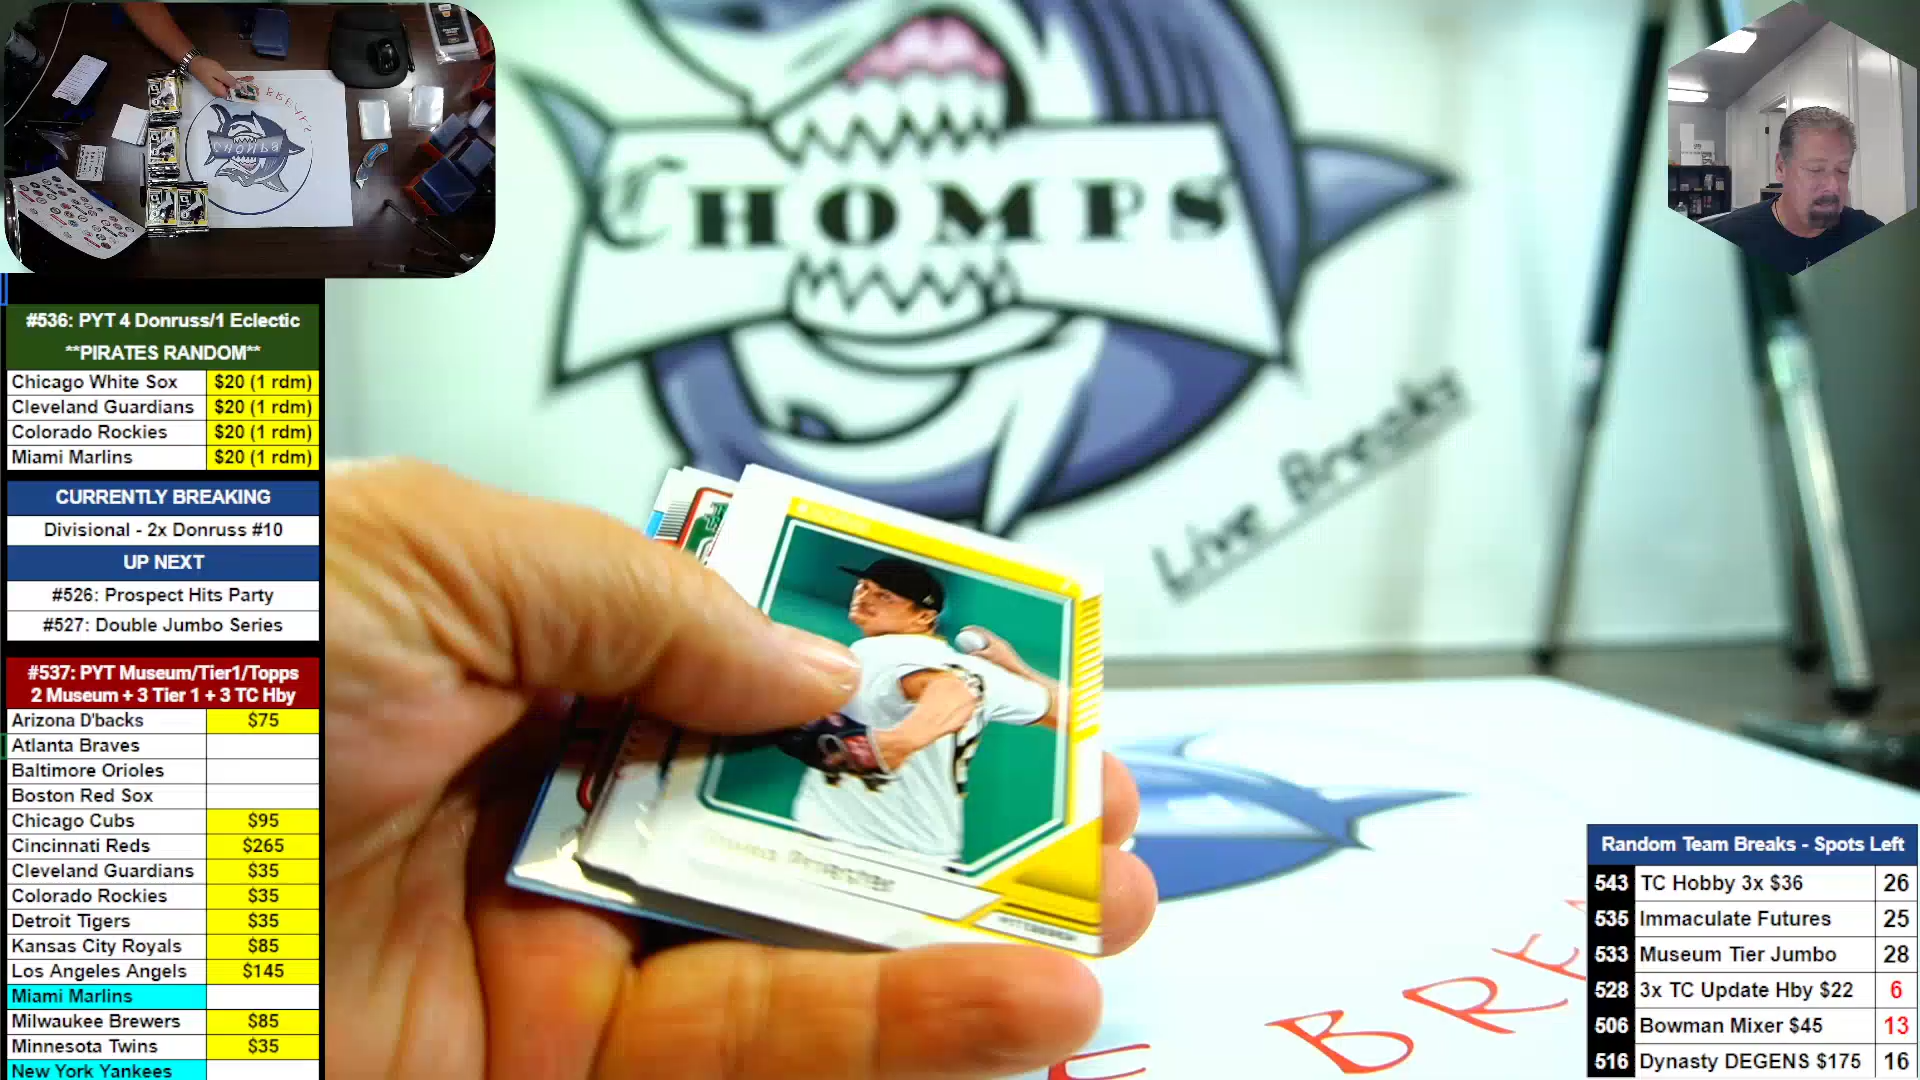 #536: PYT 4 Donruss/1 Eclectic
**PIRATES RANDOM**
Chicago White Sox $20 (1 rdm)
Cleveland Guardians $20 (1 rdm)
Colorado Rockies $20 (1 rdm)
Miami Marlins $20 (1 rdm)
CURRENTLY BREAKING
Divisional - 2x Donruss #10
UP NEXT
#526: Prospect Hits Party
#527: Double Jumbo Series
#537: PYT Museum/Tier1/Topps
2 Museum + 3 Tier 1 + 3 TC Hby
Arizona D'backs $75
Atlanta Braves
Baltimore Orioles
Boston Red Sox
Chicago Cubs $95
Cincinnati Reds $265
Cleveland Guardians $35
Colorado Rockies $35
Detroit Tigers $35
Kansas City Royals $85
Los Angeles Angels $145
Miami Marlins
Milwaukee Brewers $85
Minnesota Twins $35
New York Yankees
CHOMPS
Live Breaks
Random Team Breaks - Spots Left
543 TC Hobby 3x $36 26
535 Immaculate Futures 25
533 Museum Tier Jumbo 28
528 3x TC Update Hby $22 6
506 Bowman Mixer $45 13
516 Dynasty DEGENS $175 16